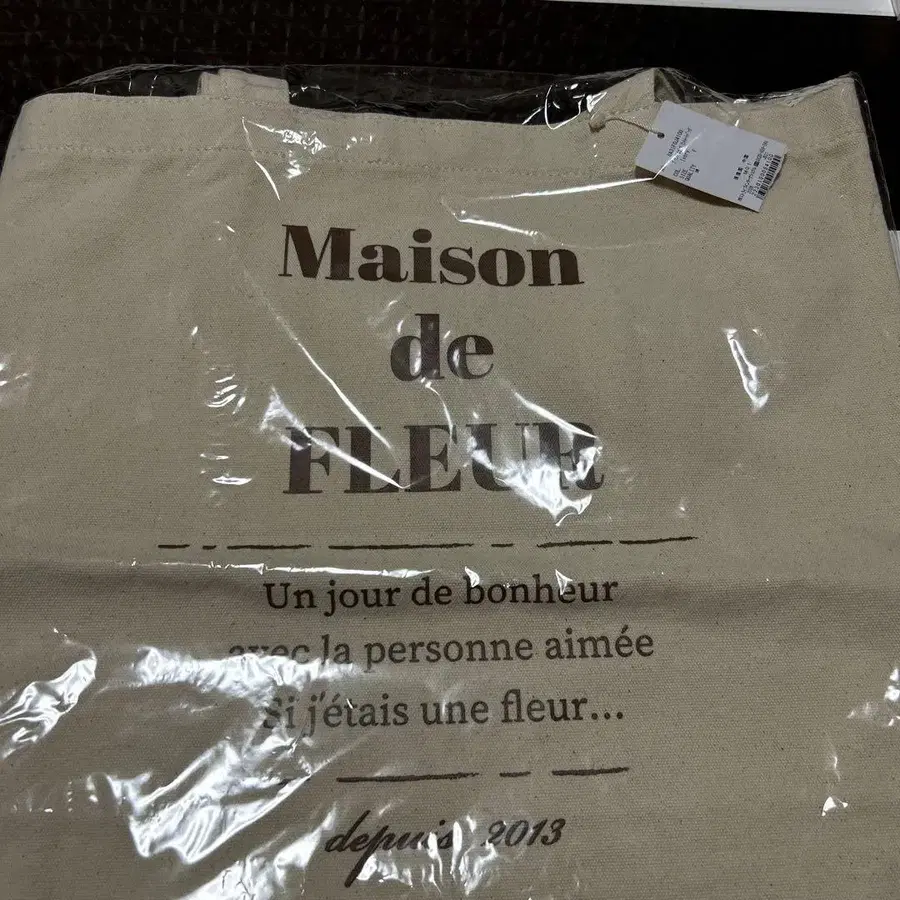 Maison
de
FLEUR
Un jour de bonheur
avec la personne aimée
Si j'étais une fleur...
depuis 2013